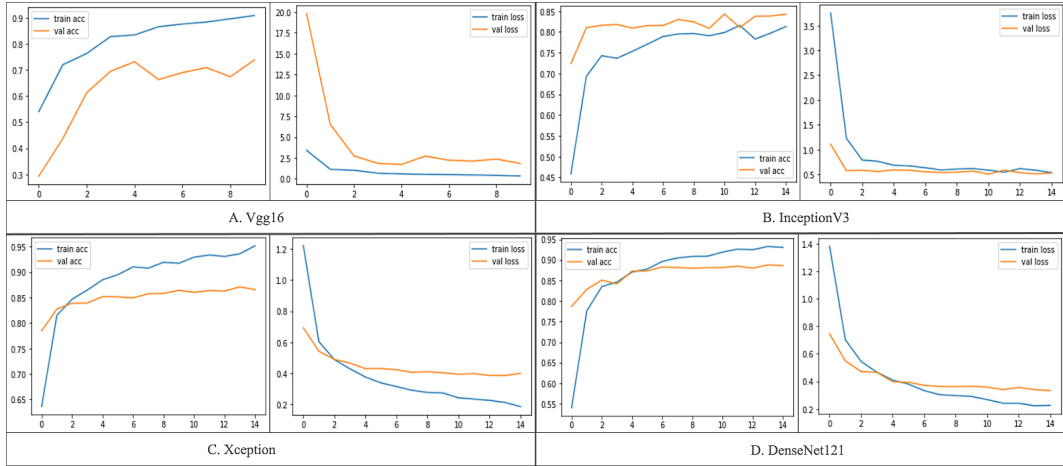 train acc
val acc
0.9
0.8
0.7
0.6
0.5
0.4
0.3
0 2 4 6 8
train loss
val loss
20.0
17.5
15.0
12.5
10.0
7.5
5.0
2.5
0.0
0 2 4 6 8
A. Vgg16
0.85
0.80
0.75
0.70
0.65
0.60
0.55
0.50
0.45
train acc
val acc
0 2 4 6 8 10 12 14
train loss
val loss
3.5
3.0
2.5
2.0
1.5
1.0
0.5
0 2 4 6 8 10 12 14
B. InceptionV3
train acc
val acc
0.95
0.90
0.85
0.80
0.75
0.70
0.65
0 2 4 6 8 10 12 14
train loss
val loss
1.2
1.0
0.8
0.6
0.4
0.2
0 2 4 6 8 10 12 14
C. Xception
train acc
val acc
0.95
0.90
0.85
0.80
0.75
0.70
0.65
0.60
0.55
0 2 4 6 8 10 12 14
train loss
val loss
1.4
1.2
1.0
0.8
0.6
0.4
0.2
0 2 4 6 8 10 12 14
D. DenseNet121